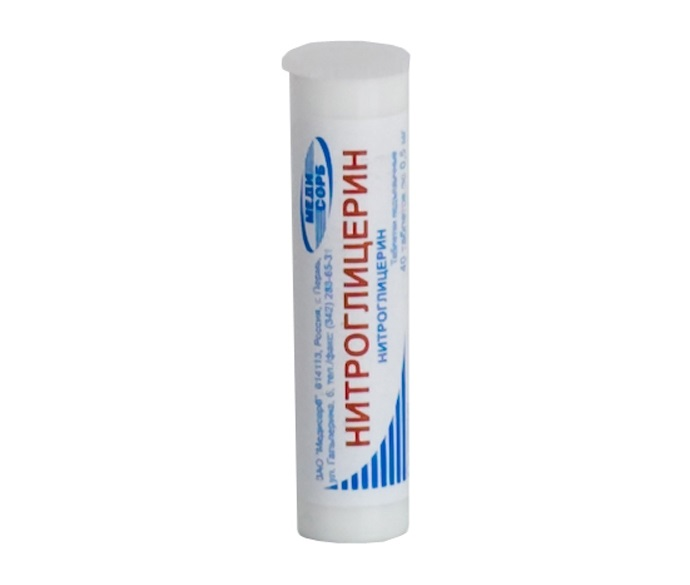 МЕДИ
СОРБ
ЗАО "Медисорб" 614113, Россия, г. Пермь,
ул. Гальперина, 6, тел./факс: (342) 283-65-31
НИТРОГЛИЦЕРИН
НИТРОГЛИЦЕРИН
Таблетки подъязычные
40 таблеток по 0,5 мг